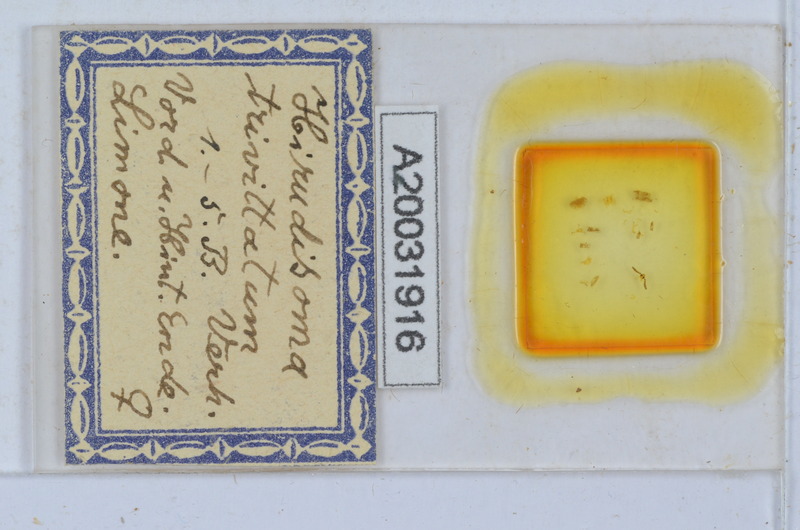 Hirudisoma
trivittatum
1.-5.B. Verh.
Vord u. Hint. Ende.
Limone. ♀
A20031916